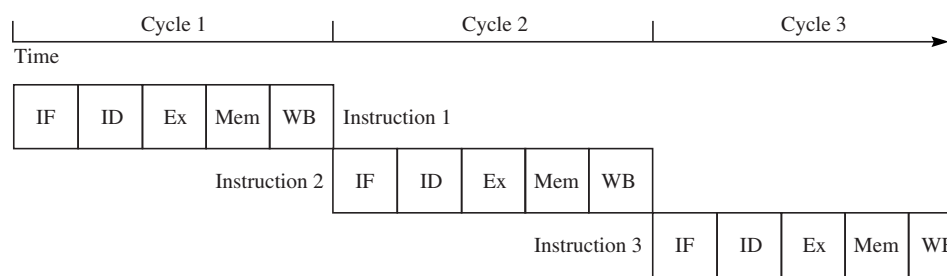 Cycle 1 Cycle 2 Cycle 3
Time
IF ID Ex Mem WB Instruction 1
Instruction 2 IF ID Ex Mem WB
Instruction 3 IF ID Ex Mem WB